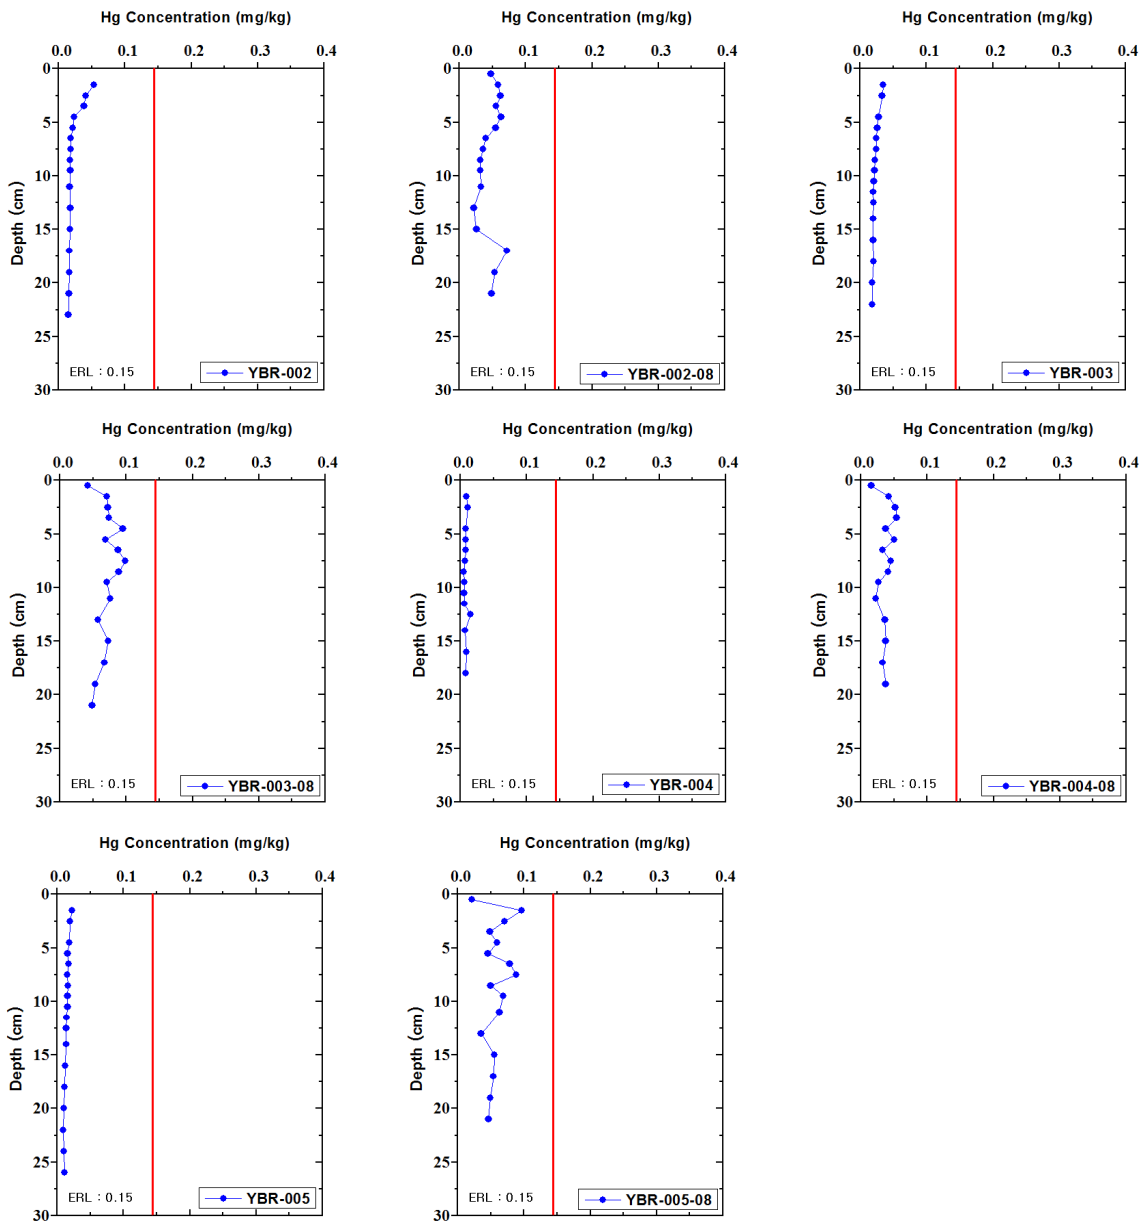 Hg Concentration (mg/kg)
0.0 0.1 0.2 0.3 0.4
0
5
10
15
20
25
30
Depth (cm)
ERL : 0.15
YBR-002
Hg Concentration (mg/kg)
0.0 0.1 0.2 0.3 0.4
0
5
10
15
20
25
30
Depth (cm)
ERL : 0.15
YBR-002-08
Hg Concentration (mg/kg)
0.0 0.1 0.2 0.3 0.4
0
5
10
15
20
25
30
Depth (cm)
ERL : 0.15
YBR-003
Hg Concentration (mg/kg)
0.0 0.1 0.2 0.3 0.4
0
5
10
15
20
25
30
Depth (cm)
ERL : 0.15
YBR-003-08
Hg Concentration (mg/kg)
0.0 0.1 0.2 0.3 0.4
0
5
10
15
20
25
30
Depth (cm)
ERL : 0.15
YBR-004
Hg Concentration (mg/kg)
0.0 0.1 0.2 0.3 0.4
0
5
10
15
20
25
30
Depth (cm)
ERL : 0.15
YBR-004-08
Hg Concentration (mg/kg)
0.0 0.1 0.2 0.3 0.4
0
5
10
15
20
25
30
Depth (cm)
ERL : 0.15
YBR-005
Hg Concentration (mg/kg)
0.0 0.1 0.2 0.3 0.4
0
5
10
15
20
25
30
Depth (cm)
ERL : 0.15
YBR-005-08